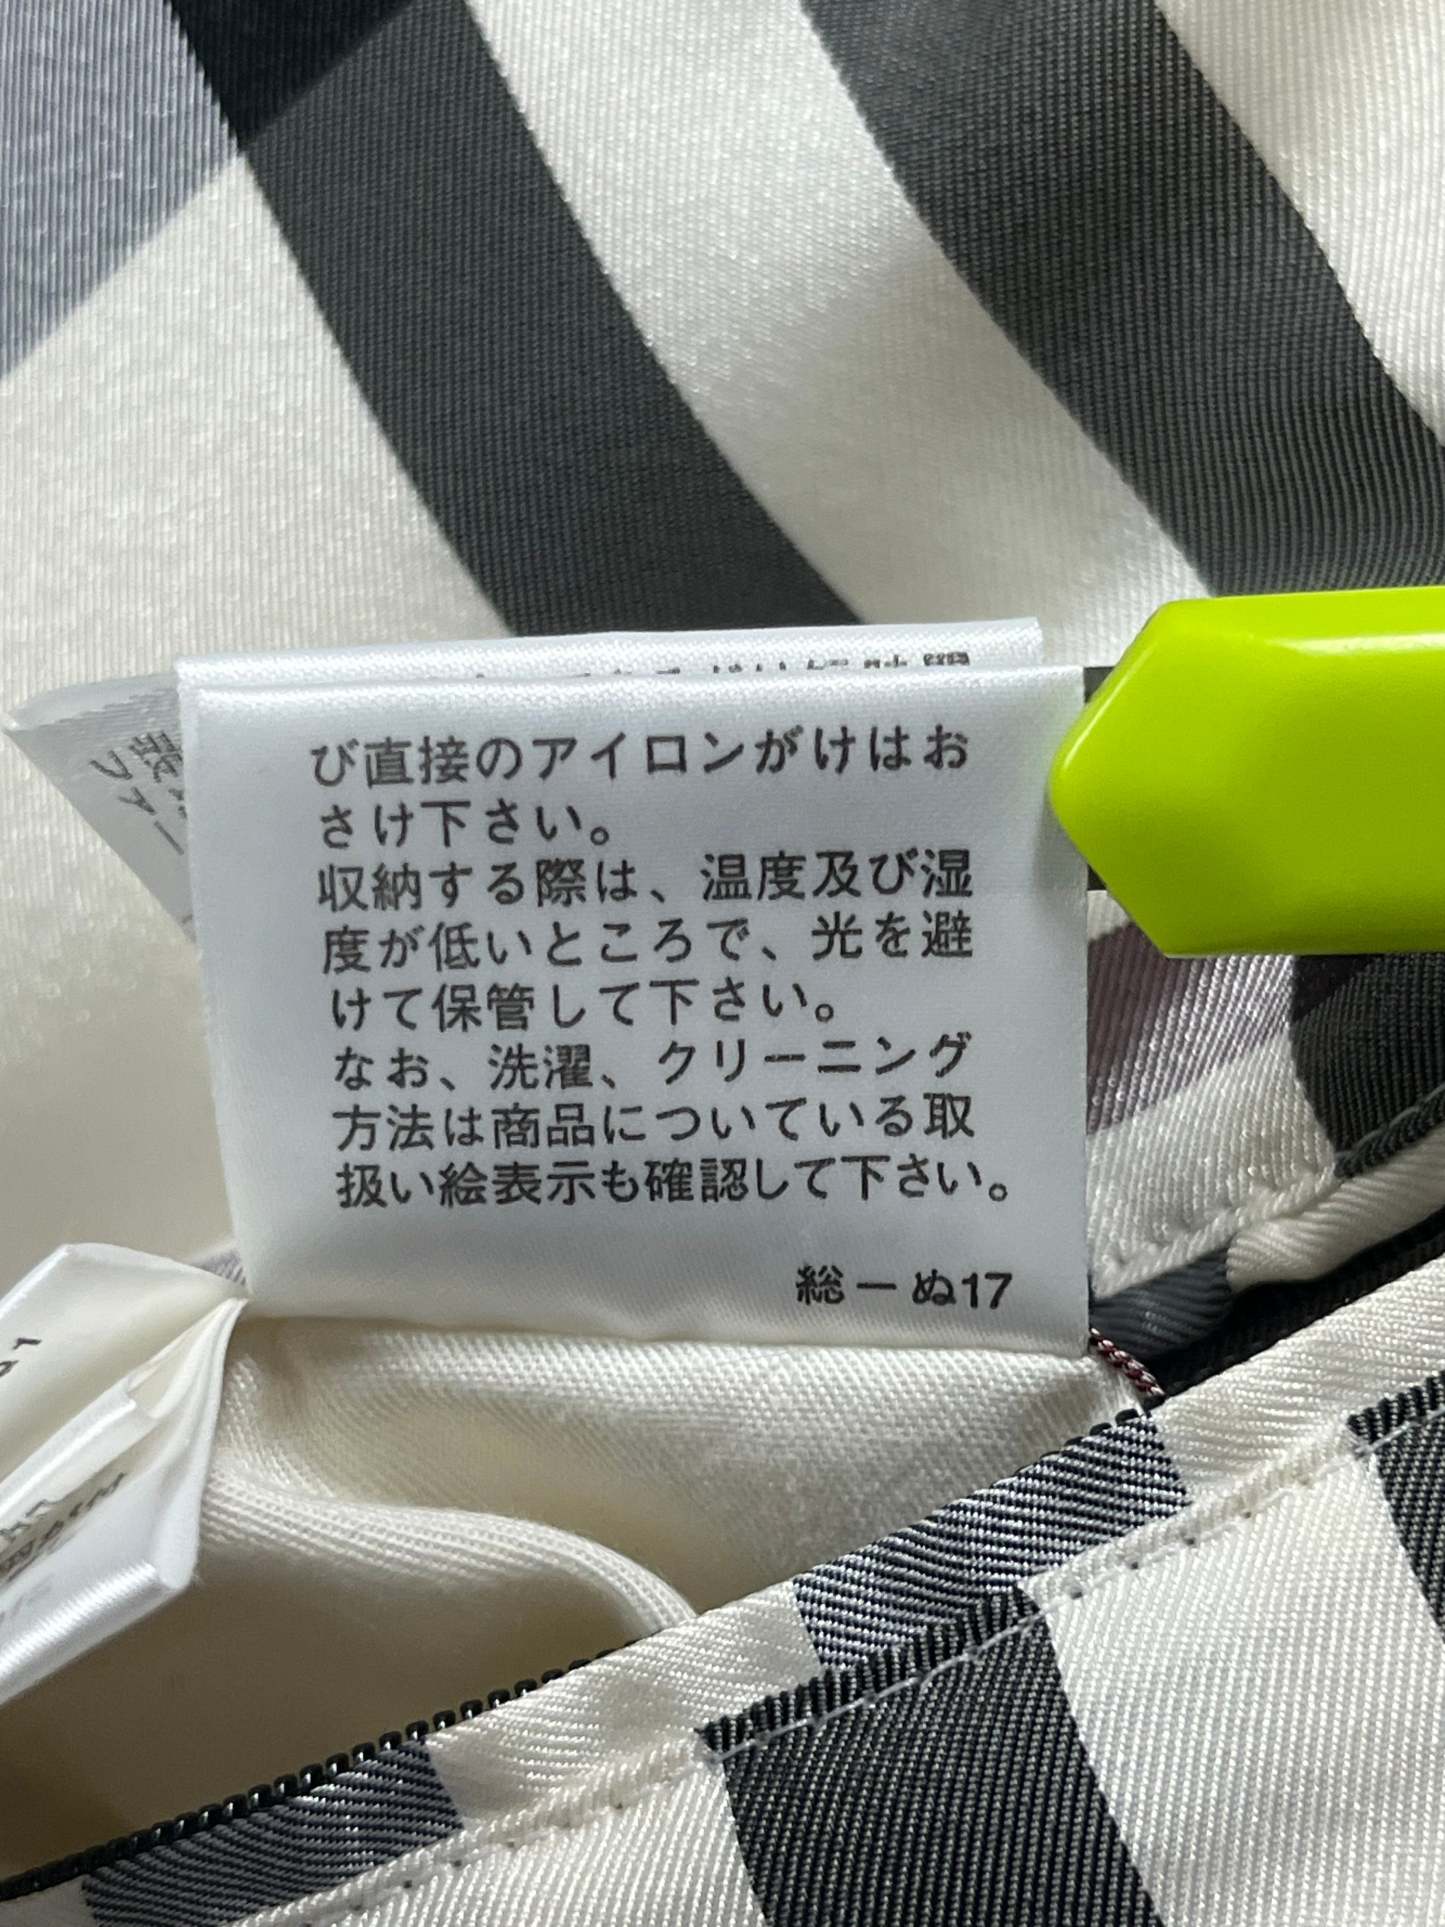 び直接のアイロンがけはお
さけ下さい。
収納する際は、温度及び湿
度が低いところで、光を避
けて保管して下さい。
なお、洗濯、クリーニング
方法は商品についている取
扱い絵表示も確認して下さい。
総ーぬ17